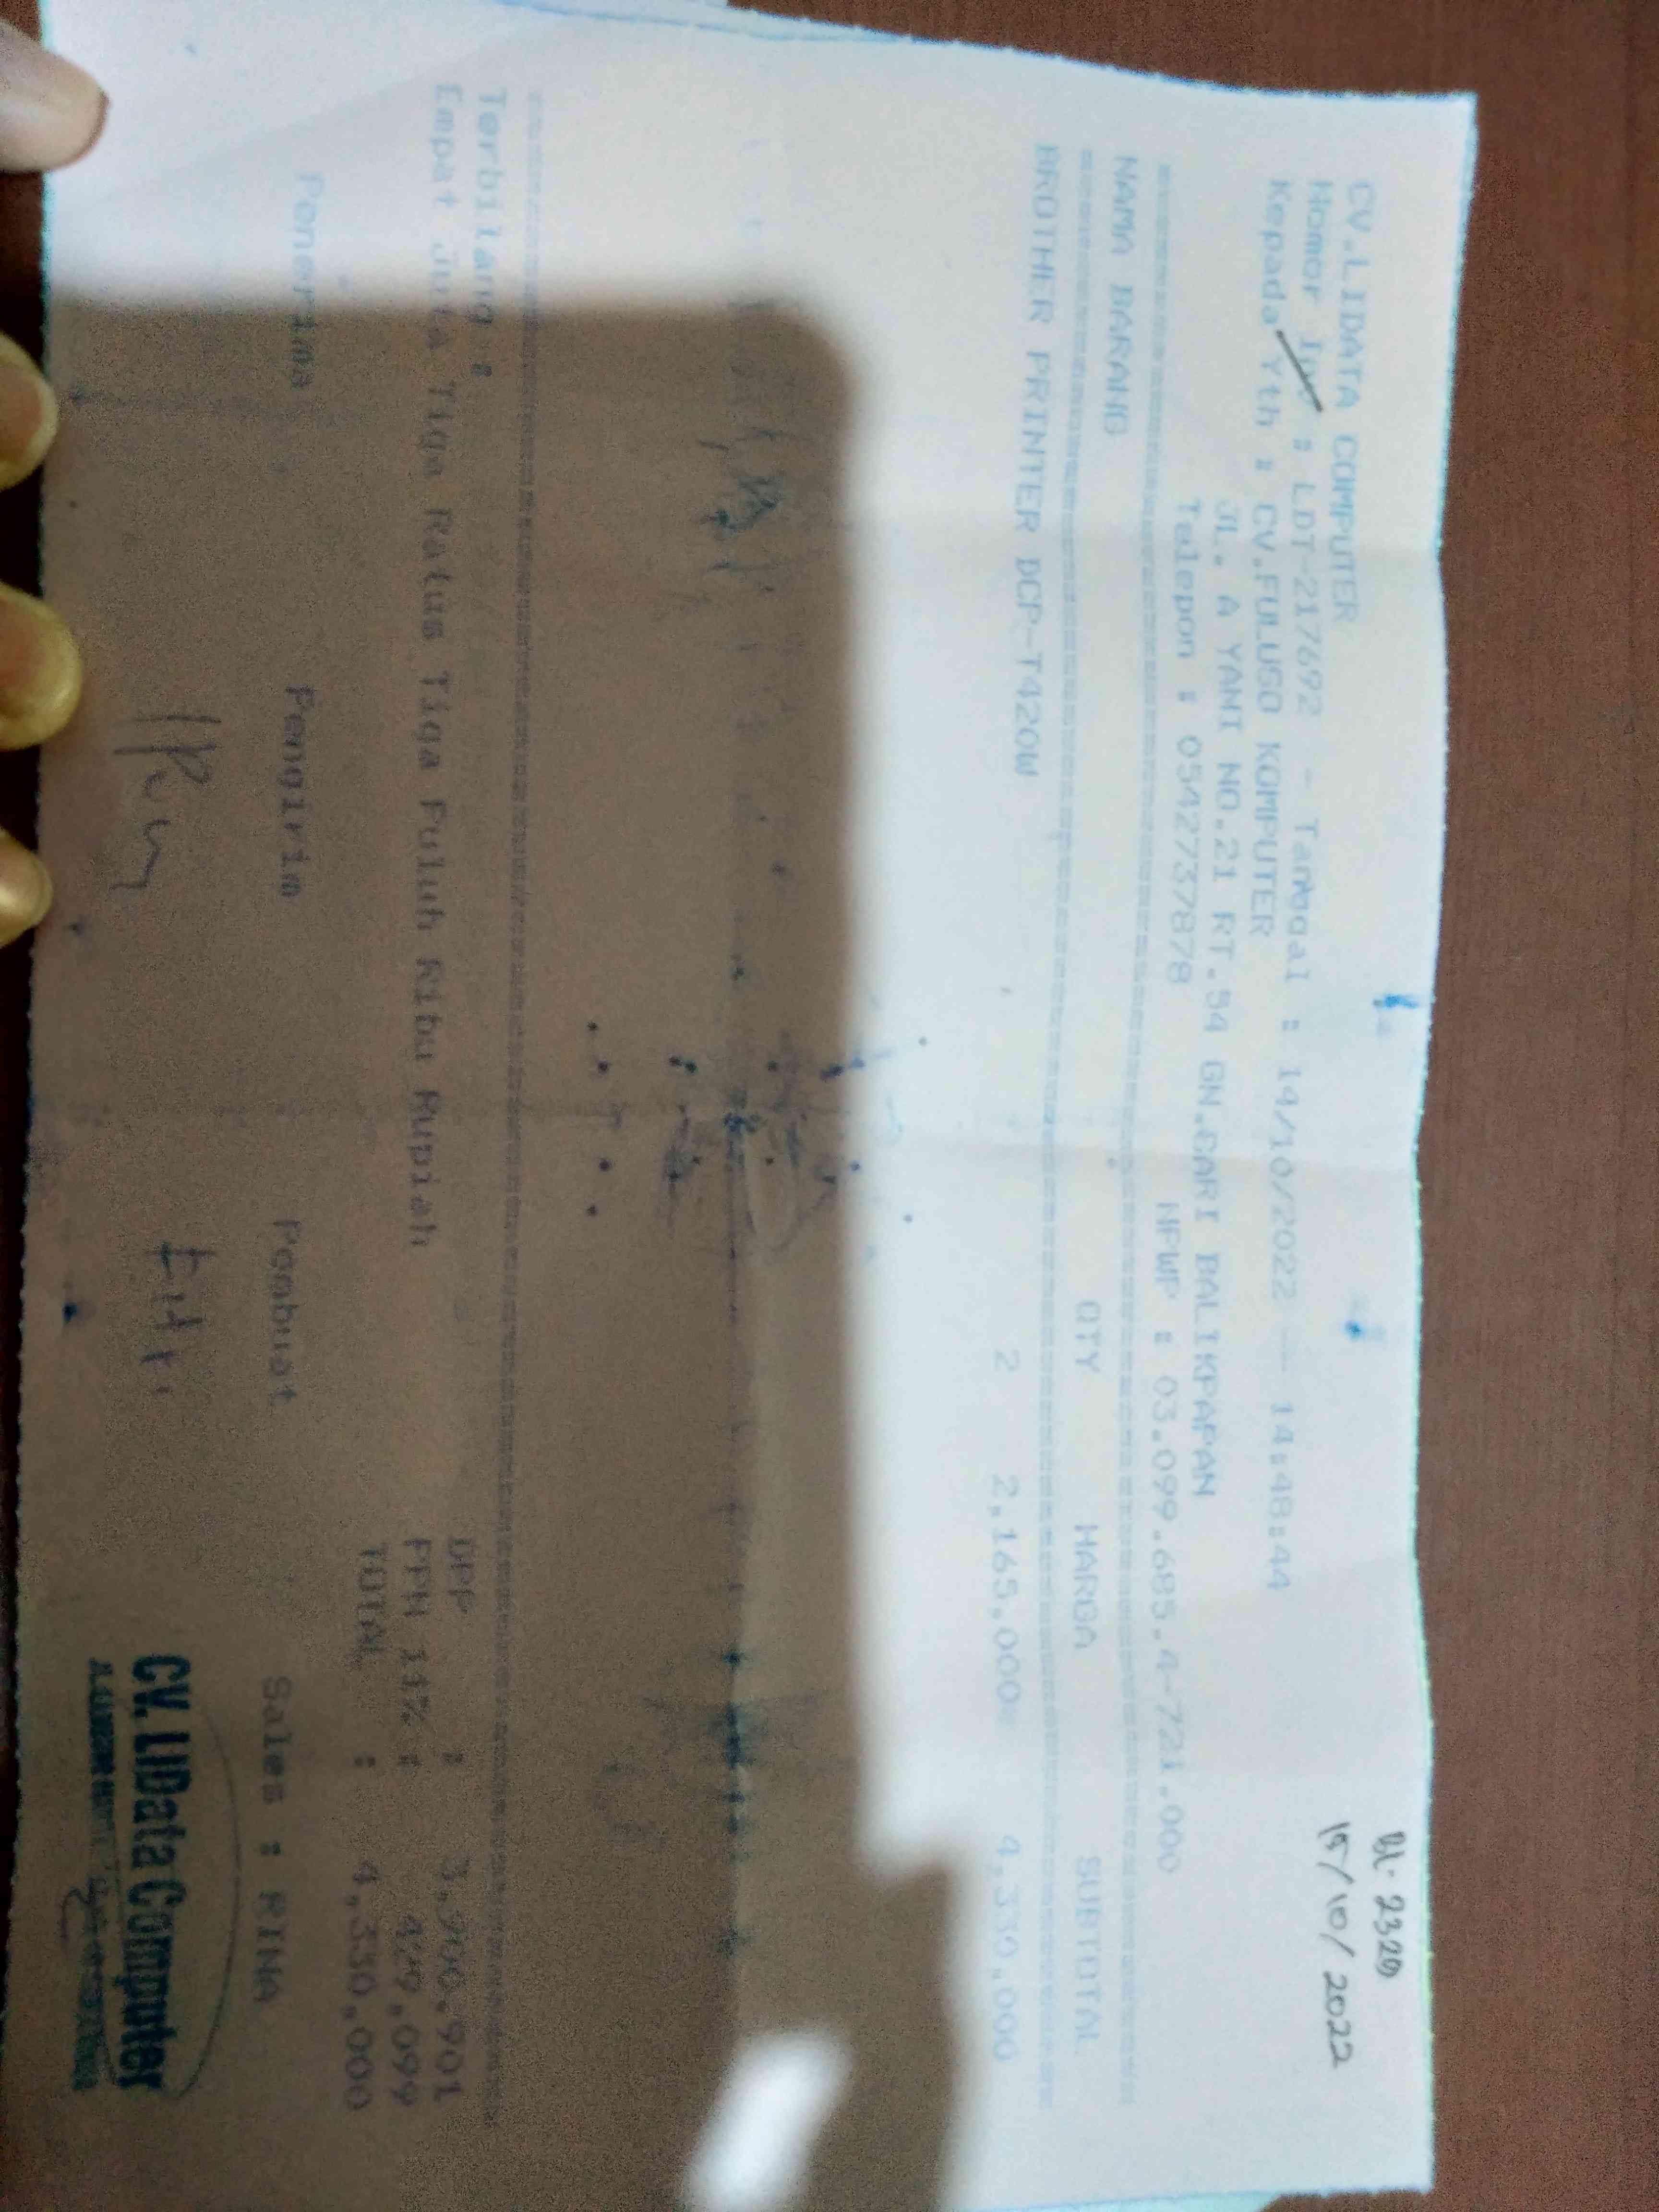 BL. 2320
15/10/2022
CV.LIDATA COMPUTER
Nomor Inv : LDT-217692 - Tanggal : 14/10/2022 -- 14:48:44
Kepada Yth : CV.FULUGO KOMPUTER
JL. A YANI NO.21 RT.54 GN.SARI BALIKPAPAN
Telepon : 0542737878 NPWP : 03.099.685.4-721.000
NAMA BARANG QTY HARGA SUBTOTAL
BROTHER PRINTER DCP-T420W 2 2,165,000 4,330,000
Terbilang : DPP : 3,900,901
Empat Juta Tiga Ratus Tiga Puluh Ribu Rupiah PPN 11% : 429,099
TOTAL : 4,330,000
Penerima Pengirim Pembuat Sales : RINA
CV. LIData Computer